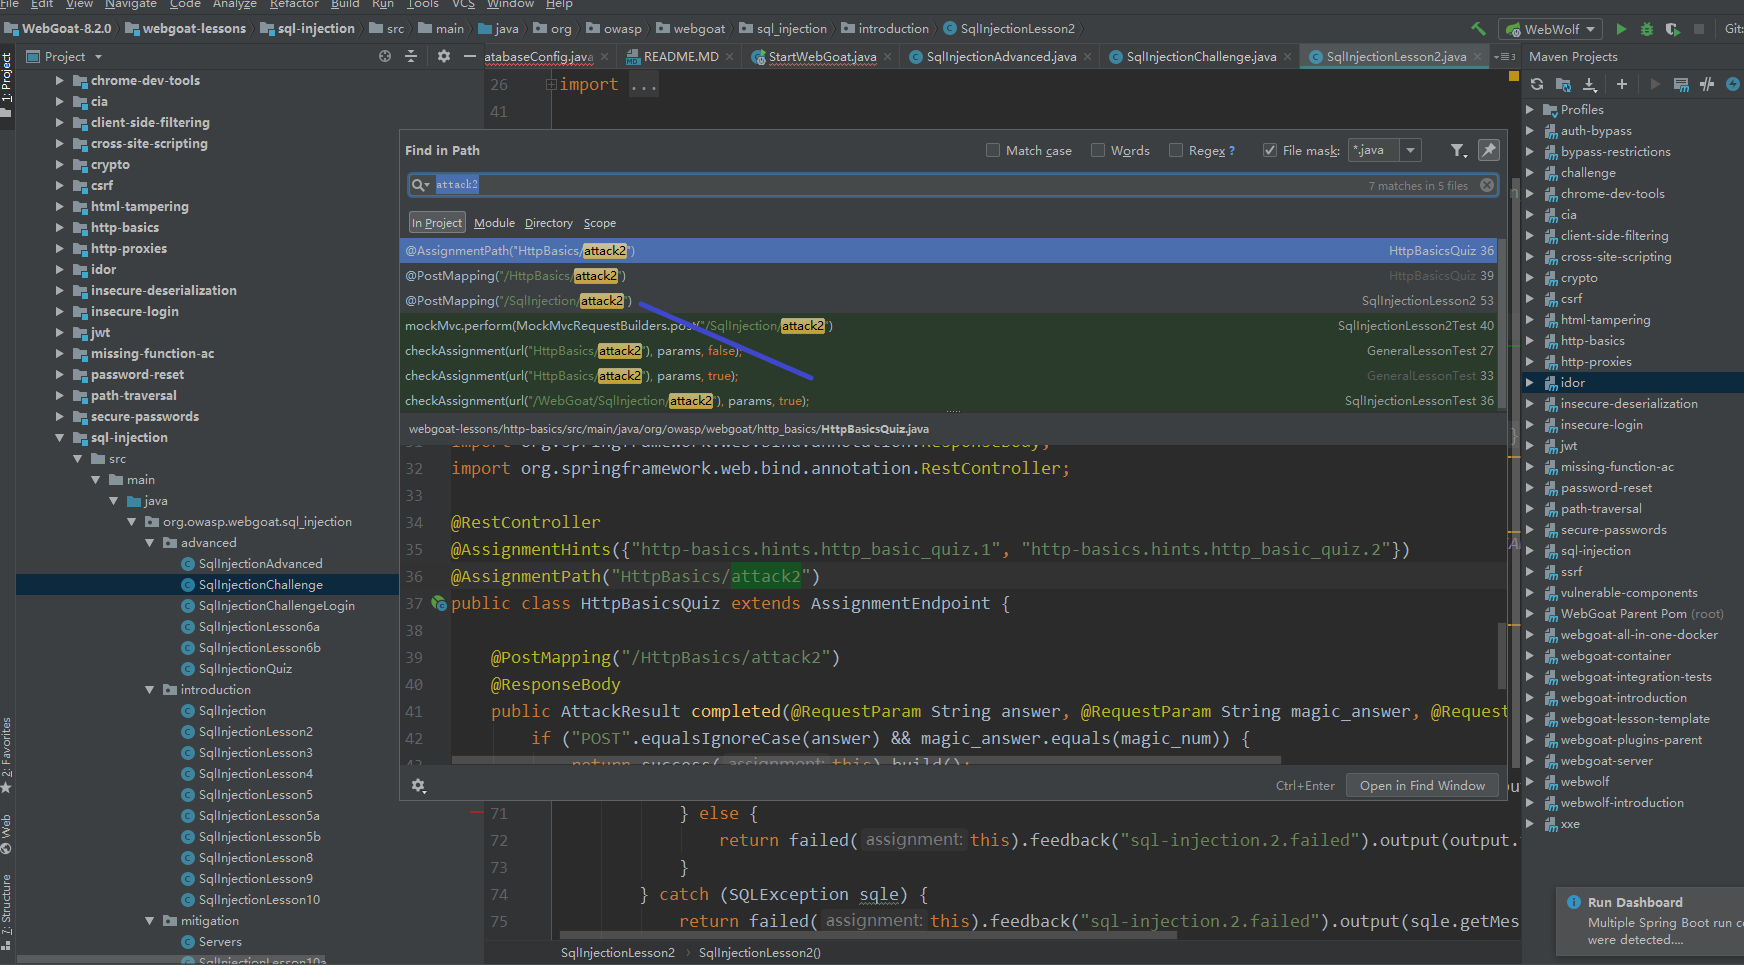 File Edit View Navigate Code Analyze Refactor Build Run Tools VCS Window Help
WebGoat-8.2.0 webgoat-lessons sql-injection src main java org owasp webgoat sql_injection introduction SqlInjectionLesson2 WebWolf Git:
Project atabaseConfig.java README.MD StartWebGoat.java SqlInjectionAdvanced.java SqlInjectionChallenge.java SqlInjectionLesson2.java Maven Projects
1: Project
2: Favorites
Web
7: Structure
chrome-dev-tools
cia
client-side-filtering
cross-site-scripting
crypto
csrf
html-tampering
http-basics
http-proxies
idor
insecure-deserialization
insecure-login
jwt
missing-function-ac
password-reset
path-traversal
secure-passwords
sql-injection
src
main
java
org.owasp.webgoat.sql_injection
advanced
SqlInjectionAdvanced
SqlInjectionChallenge
SqlInjectionChallengeLogin
SqlInjectionLesson6a
SqlInjectionLesson6b
SqlInjectionQuiz
introduction
SqlInjection
SqlInjectionLesson2
SqlInjectionLesson3
SqlInjectionLesson4
SqlInjectionLesson5
SqlInjectionLesson5a
SqlInjectionLesson5b
SqlInjectionLesson8
SqlInjectionLesson9
SqlInjectionLesson10
mitigation
Servers
SqlInjectionLesson10a
26 import ...
41
Find in Path Match case Words Regex ? File mask: *.java
attack2 7 matches in 5 files
In Project Module Directory Scope
@AssignmentPath("HttpBasics/attack2") HttpBasicsQuiz 36
@PostMapping("/HttpBasics/attack2") HttpBasicsQuiz 39
@PostMapping("/SqlInjection/attack2") SqlInjectionLesson2 53
mockMvc.perform(MockMvcRequestBuilders.post("/SqlInjection/attack2") SqlInjectionLesson2Test 40
checkAssignment(url("HttpBasics/attack2"), params, false); GeneralLessonTest 27
checkAssignment(url("HttpBasics/attack2"), params, true); GeneralLessonTest 33
checkAssignment(url("/WebGoat/SqlInjection/attack2"), params, true); SqlInjectionLessonTest 36
webgoat-lessons/http-basics/src/main/java/org/owasp/webgoat/http_basics/HttpBasicsQuiz.java
31 import org.springframework.web.bind.annotation.ResponseBody;
32 import org.springframework.web.bind.annotation.RestController;
33
34 @RestController
35 @AssignmentHints({"http-basics.hints.http_basic_quiz.1", "http-basics.hints.http_basic_quiz.2"})
36 @AssignmentPath("HttpBasics/attack2")
37 public class HttpBasicsQuiz extends AssignmentEndpoint {
38
39 @PostMapping("/HttpBasics/attack2")
40 @ResponseBody
41 public AttackResult completed(@RequestParam String answer, @RequestParam String magic_answer, @Request
42 if ("POST".equalsIgnoreCase(answer) && magic_answer.equals(magic_num)) {
43 return success( assignment: this).build();
Ctrl+Enter Open in Find Window
71 } else {
72 return failed( assignment: this).feedback("sql-injection.2.failed").output(output.
73 }
74 } catch (SQLException sqle) {
75 return failed( assignment: this).feedback("sql-injection.2.failed").output(sqle.getMes
SqlInjectionLesson2 SqlInjectionLesson2()
Profiles
auth-bypass
bypass-restrictions
challenge
chrome-dev-tools
cia
client-side-filtering
cross-site-scripting
crypto
csrf
html-tampering
http-basics
http-proxies
idor
insecure-deserialization
insecure-login
jwt
missing-function-ac
password-reset
path-traversal
secure-passwords
sql-injection
ssrf
vulnerable-components
WebGoat Parent Pom (root)
webgoat-all-in-one-docker
webgoat-container
webgoat-integration-tests
webgoat-introduction
webgoat-lesson-template
webgoat-plugins-parent
webgoat-server
webwolf
webwolf-introduction
xxe
Run Dashboard
Multiple Spring Boot run c
were detected....